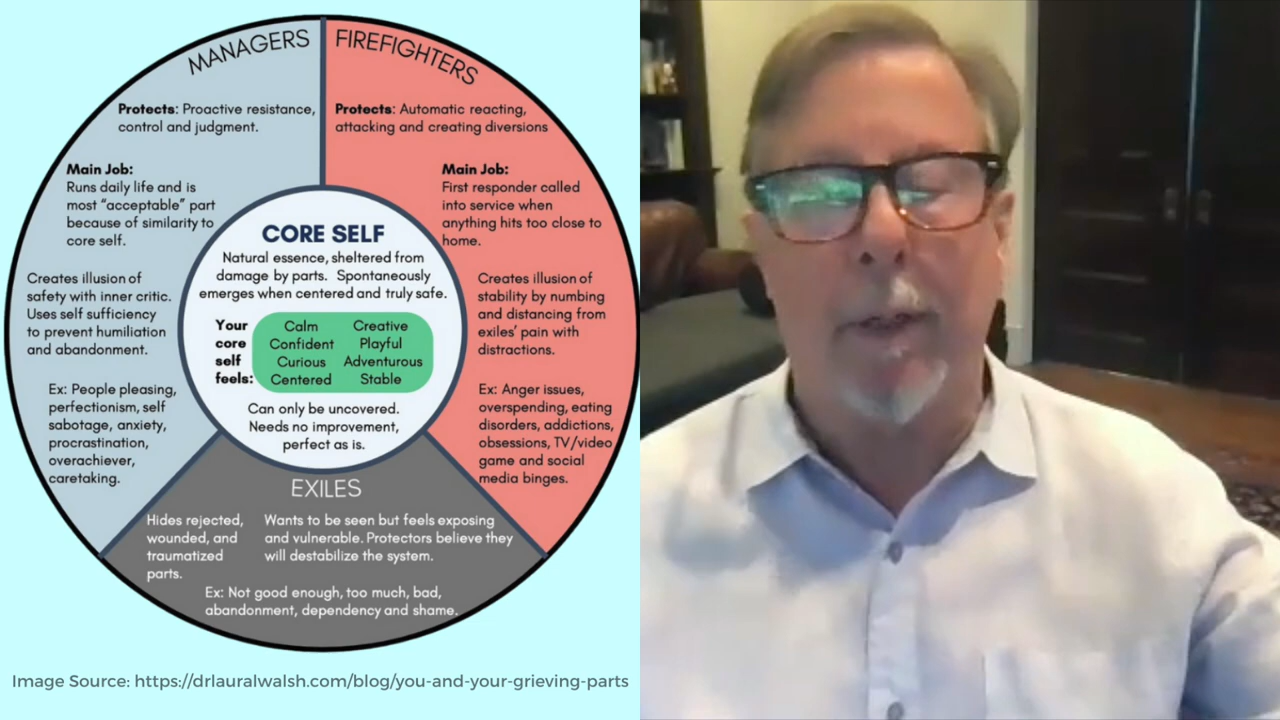 MANAGERS
Protects: Proactive resistance,
control and judgment.
Main Job:
Runs daily life and is
most “acceptable” part
because of similarity to
core self.
Creates illusion of
safety with inner critic.
Uses self sufficiency
to prevent humiliation
and abandonment.
Ex: People pleasing,
perfectionism, self
sabotage, anxiety,
procrastination,
overachiever,
caretaking.
FIREFIGHTERS
Protects: Automatic reacting,
attacking and creating diversions
Main Job:
First responder called
into service when
anything hits too close to
home.
Creates illusion of
stability by numbing
and distancing from
exiles’ pain with
distractions.
Ex: Anger issues,
overspending, eating
disorders, addictions,
obsessions, TV/video
game and social
media binges.
CORE SELF
Natural essence, sheltered from
damage by parts. Spontaneously
emerges when centered and truly safe.
Your
core
self
feels:
Calm
Confident
Curious
Centered
Creative
Playful
Adventurous
Stable
Can only be uncovered.
Needs no improvement,
perfect as is.
EXILES
Hides rejected,
wounded, and
traumatized
parts.
Wants to be seen but feels exposing
and vulnerable. Protectors believe they
will destabilize the system.
Ex: Not good enough, too much, bad,
abandonment, dependency and shame.
Image Source: https://drlauralwalsh.com/blog/you-and-your-grieving-parts